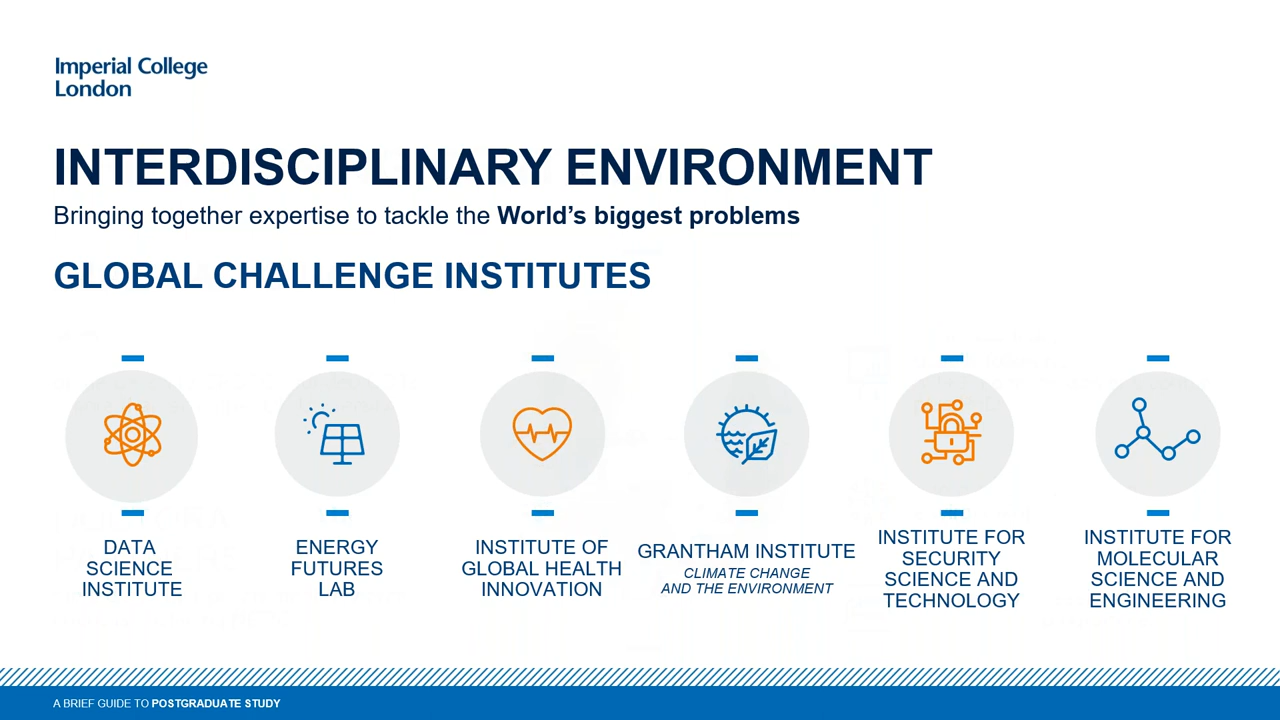 Imperial College
London
INTERDISCIPLINARY ENVIRONMENT
Bringing together expertise to tackle the World’s biggest problems
GLOBAL CHALLENGE INSTITUTES
DATA
SCIENCE
INSTITUTE
ENERGY
FUTURES
LAB
INSTITUTE OF
GLOBAL HEALTH
INNOVATION
GRANTHAM INSTITUTE
CLIMATE CHANGE
AND THE ENVIRONMENT
INSTITUTE FOR
SECURITY
SCIENCE AND
TECHNOLOGY
INSTITUTE FOR
MOLECULAR
SCIENCE AND
ENGINEERING
A BRIEF GUIDE TO POSTGRADUATE STUDY